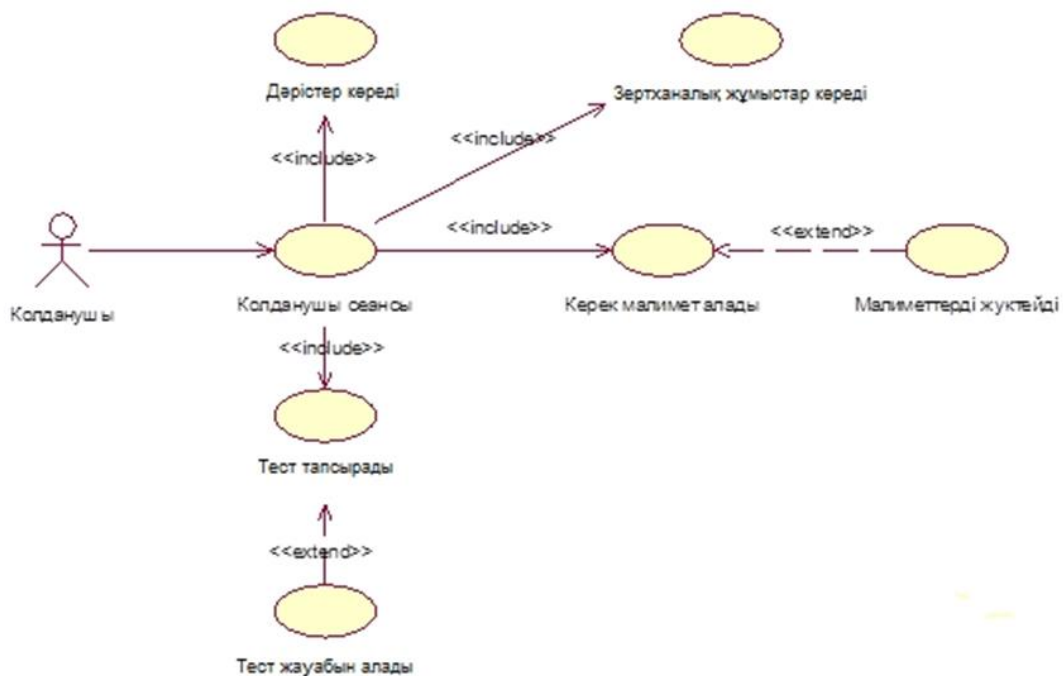 Дәрістер көреді
Зертханалық жұмыстар көреді
<<include>>
<<include>>
<<include>>
<<extend>>
Колданушы
Колданушы сеансы
Керек малимет алады
Малиметтерді жуктейді
<<include>>
Тест тапсырады
<<extend>>
Тест жауабын алады